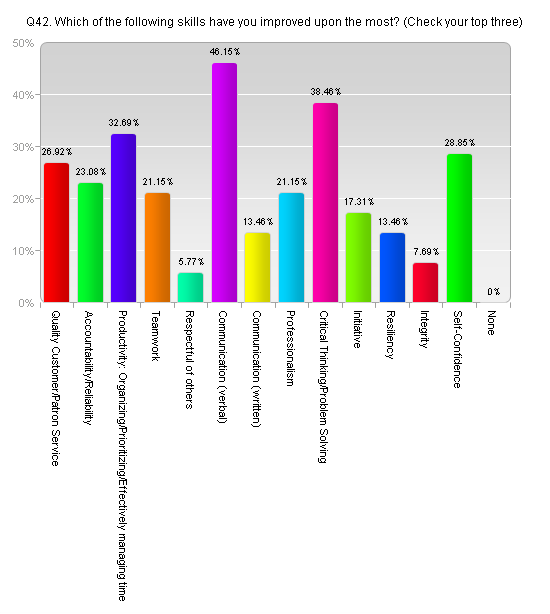 Q42. Which of the following skills have you improved upon the most? (Check your top three)
50%
40%
30%
20%
10%
0%
26.92%
23.08%
32.69%
21.15%
5.77%
46.15%
13.46%
21.15%
38.46%
17.31%
13.46%
7.69%
28.85%
0%
Quality Customer/Patron Service
Accountability/Reliability
Productivity: Organizing/Prioritizing/Effectively managing time
Teamwork
Respectful of others
Communication (verbal)
Communication (written)
Professionalism
Critical Thinking/Problem Solving
Initiative
Resiliency
Integrity
Self-Confidence
None